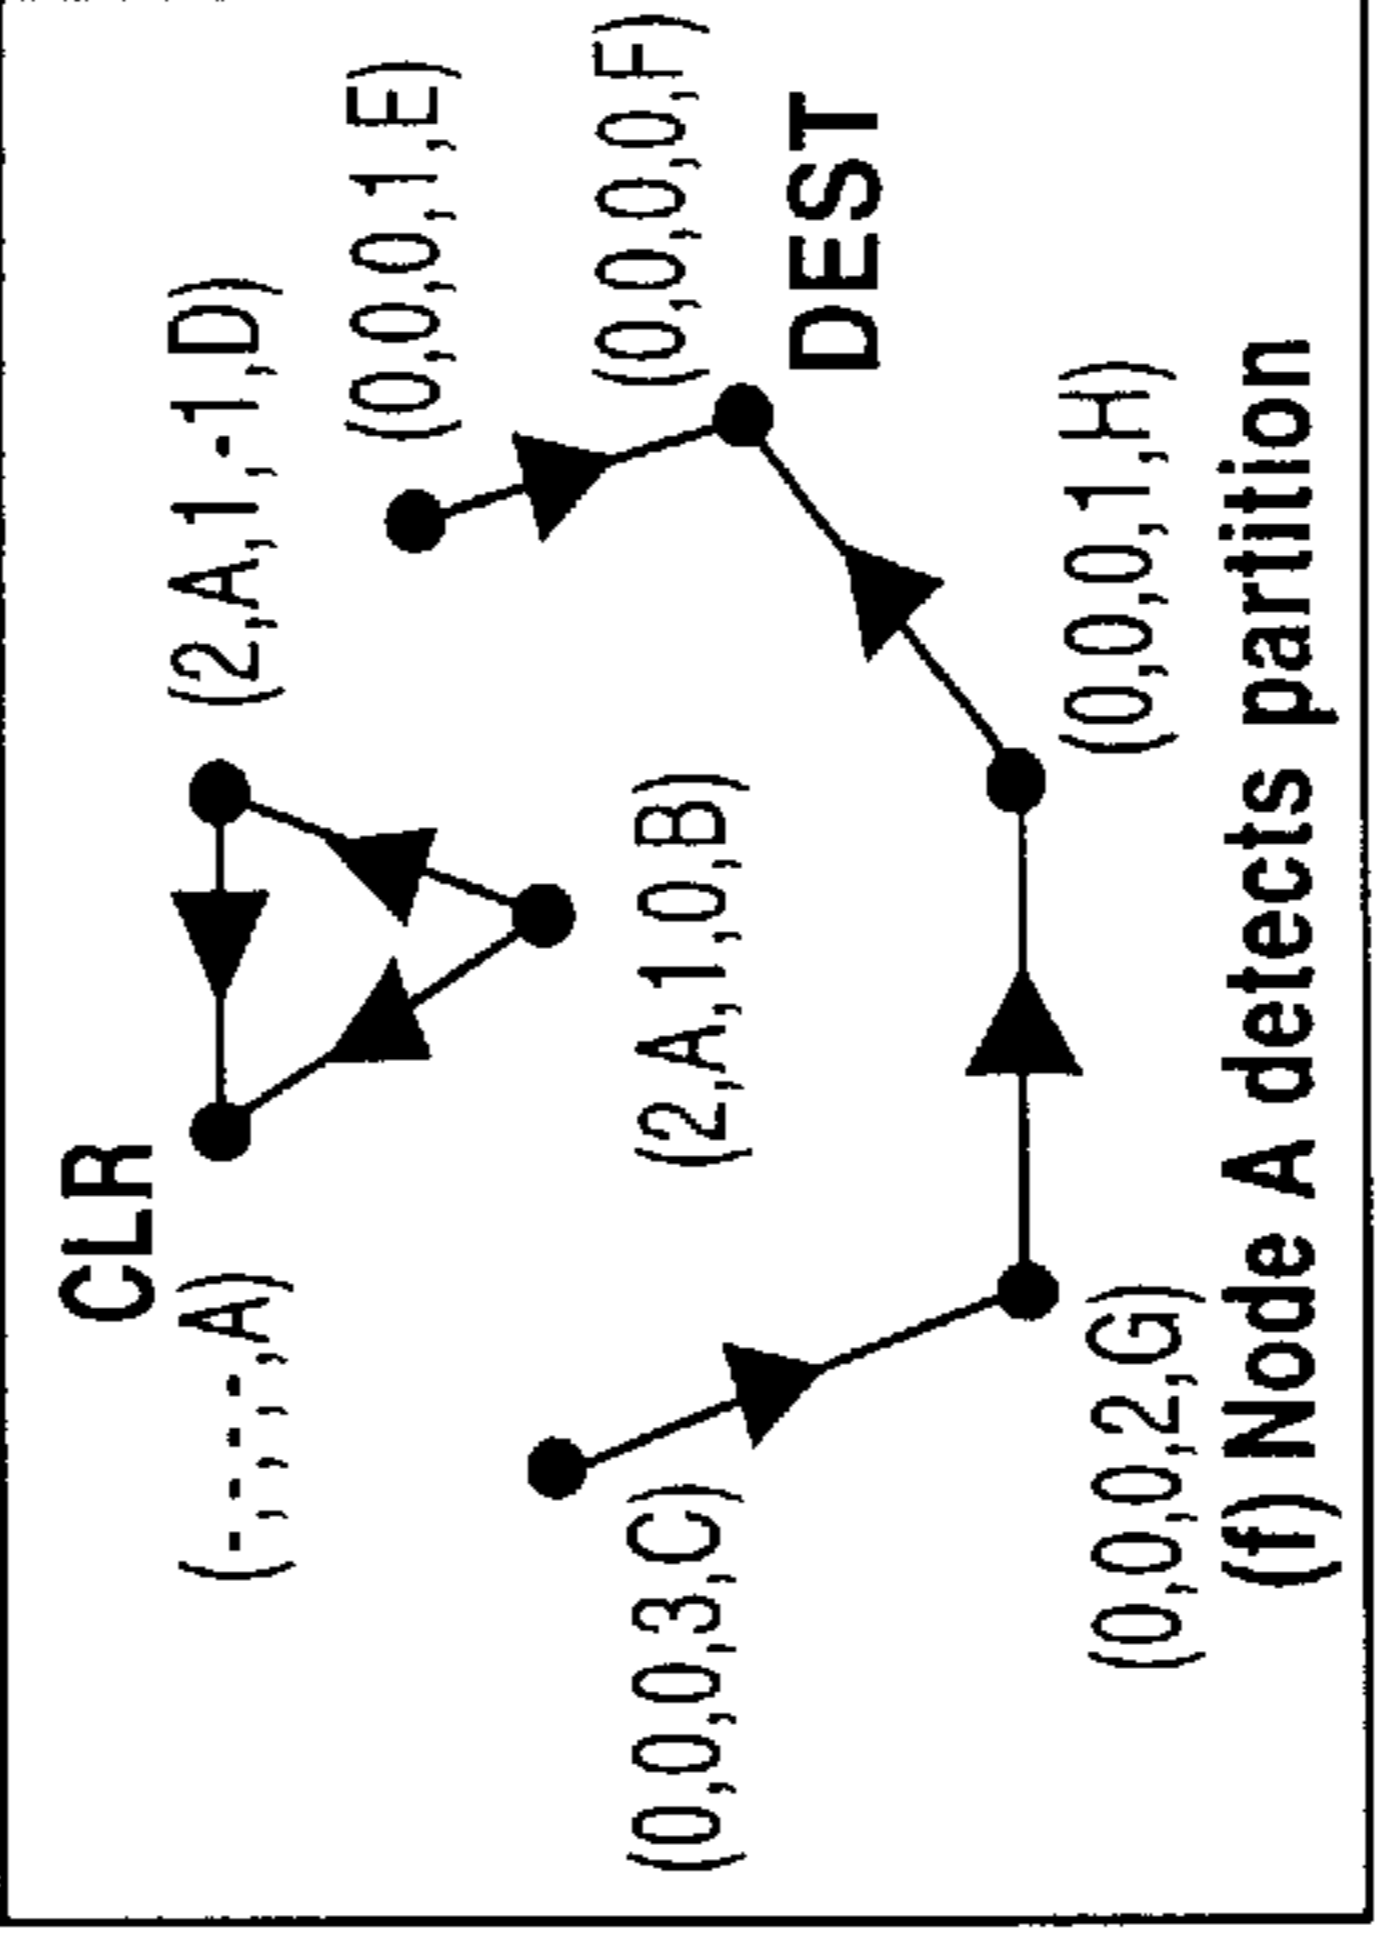 CLR
(-,-,-,-,A)
(2,A,1,-1,D)
(0,0,0,1,E)
(0,0,0,3,C)
(2,A,1,0,B)
(0,0,0,0,F)
DEST
(0,0,0,2,G)
(0,0,0,1,H)
(f) Node A detects partition